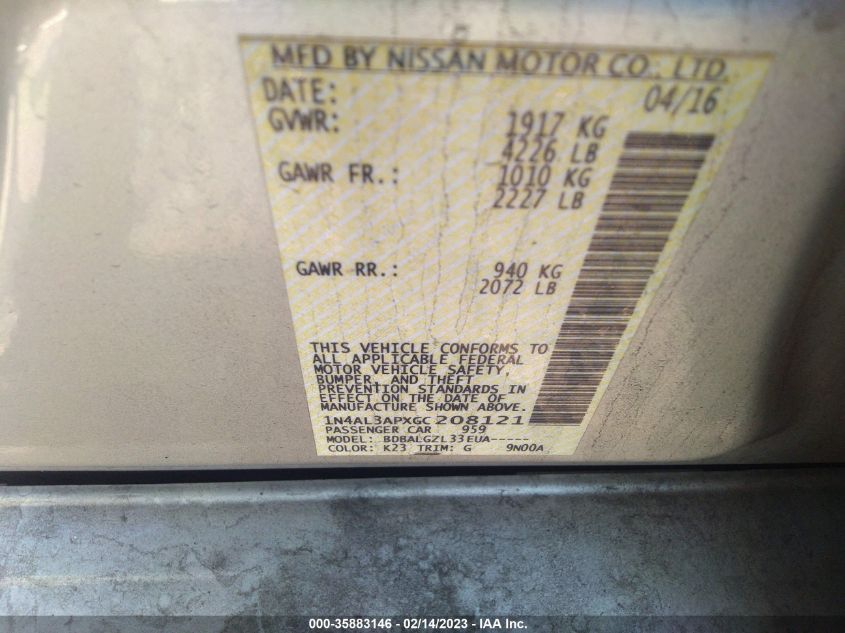 MFD BY NISSAN MOTOR CO., LTD.
DATE: 04/16
GVWR: 1917 KG
4226 LB
GAWR FR.: 1010 KG
2227 LB
GAWR RR.: 940 KG
2072 LB
THIS VEHICLE CONFORMS TO
ALL APPLICABLE FEDERAL
MOTOR VEHICLE SAFETY,
BUMPER, AND THEFT
PREVENTION STANDARDS IN
EFFECT ON THE DATE OF
MANUFACTURE SHOWN ABOVE.
1N4AL3APXGC208121
PASSENGER CAR 959
MODEL: BDBALGZL33EUA-----
COLOR: K23 TRIM: G 9N00A
000-35883146 - 02/14/2023 - © IAA Inc.